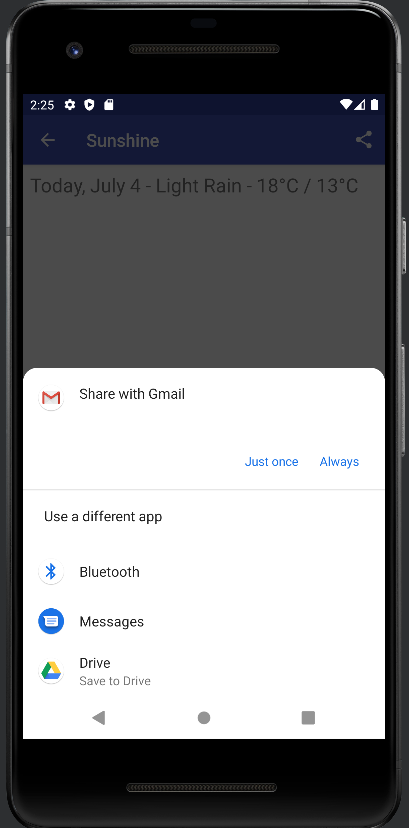 2:25
Sunshine
Today, July 4 - Light Rain - 18°C / 13°C
Share with Gmail
Just once
Always
Use a different app
Bluetooth
Messages
Drive
Save to Drive